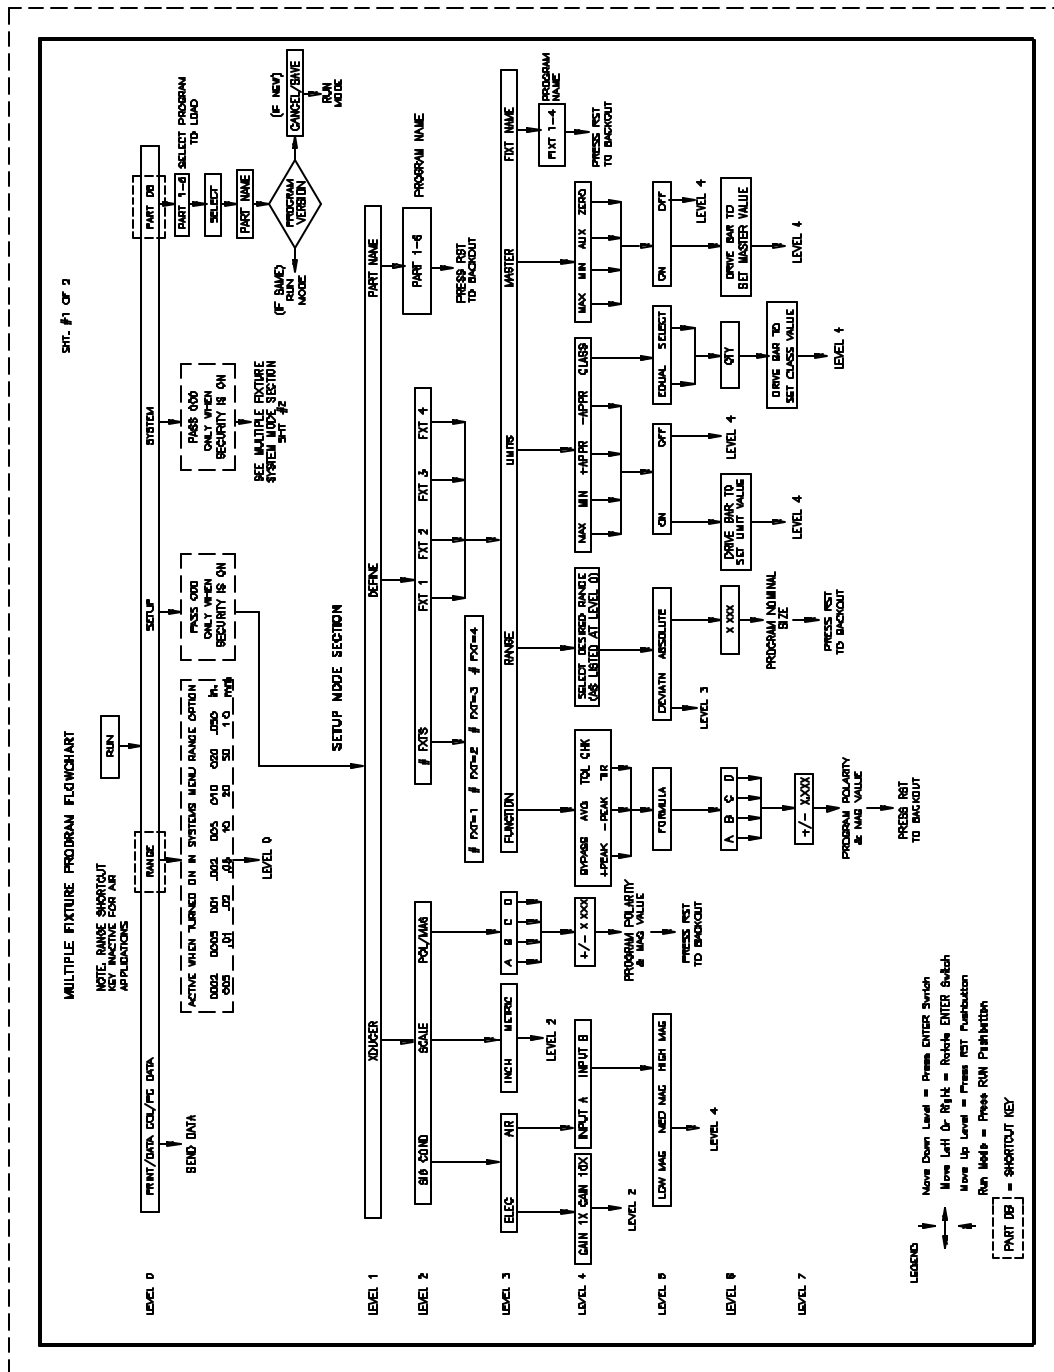 SHT- #1 OF 2
MULTIPLE FIXTURE PROGRAM FLOWCHART
NOTE. RANGE SHORTCUT
KEY INACTIVE FOR AIR
APPLICATIONS
RUN
LEVEL 0
PRINT/DATA COL/PG DATA
RANGE
SETUP
SYSTEM
PART DB
SEND DATA
ACTIVE WHEN TURNED ON IN SYSTEMS MENU RANGE OPTION
.0002 .0005 .001 .002 .005 .010 .020 .050 in.
.005 .01 .02 .05 .10 .20 .50 1.0 mm
LEVEL 0
PASS 000
ONLY WHEN
SECURITY IS ON
PASS 000
ONLY WHEN
SECURITY IS ON
SEE MULTIPLE FIXTURE
SYSTEM MODE SECTION
SHT #2
PART 1-6
SELECT PROGRAM
TO LOAD
SELECT
PART NAME
PROGRAM
VERSION
(IF SAME)
RUN
MODE
(IF NEW)
CANCEL/SAVE
RUN
MODE
SETUP MODE SECTION
LEVEL 1
XDUCER
DEFINE
PART NAME
LEVEL 2
SIG COND
SCALE
POL/MAG
# FXTS
FXT 1
FXT 2
FXT 3
FXT 4
PART 1-6
PROGRAM NAME
PRESS RST
TO BACKOUT
# FXT=1 # FXT=2 # FXT=3 # FXT=4
LEVEL 3
ELEC
AIR
INCH
METRIC
A B C D
FUNCTION
RANGE
LIMITS
MASTER
FIXT NAME
LEVEL 2
LEVEL 4
GAIN 1X GAIN 10X
INPUT A INPUT B
+/- X XXX
BYPASS AVG TOL CHK
+PEAK -PEAK TIR
SELECT DESIRED RANGE
(AS LISTED AT LEVEL 0)
MAX MIN +APPR -APPR CLASS
MAX MIN AUX ZERO
FIXT 1-4
PROGRAM
NAME
LEVEL 2
PROGRAM POLARITY
& MAG VALUE
PRESS RST
TO BACKOUT
LEVEL 5
LOW MAG MED MAG HIGH MAG
PRESS RST
TO BACKOUT
FORMULA
DEVIATN ABSOLUTE
ON OFF
EQUAL SELECT
ON OFF
LEVEL 4
LEVEL 3
LEVEL 4
LEVEL 4
LEVEL 6
A B C D
X XXX
DRIVE BAR TO
SET LIMIT VALUE
QTY
DRIVE BAR TO
SET MASTER VALUE
PROGRAM NOMINAL
SIZE
DRIVE BAR TO
SET CLASS VALUE
LEVEL 7
+/- X.XXX
LEVEL 4
LEVEL 4
PRESS RST
TO BACKOUT
LEVEL 4
PROGRAM POLARITY
& MAG VALUE
PRESS RST
TO BACKOUT
LEGEND:
Move Down Level = Press ENTER Switch
Move Left Or Right = Rotate ENTER Switch
Move Up Level = Press RST Pushbutton
Run Mode = Press RUN Pushbutton
PART DB = SHORTCUT KEY